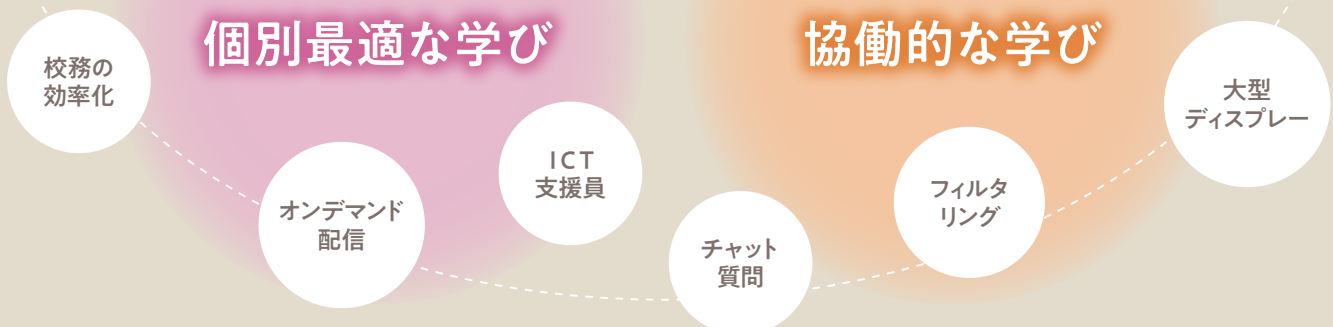 個別最適な学び
協働的な学び
校務の
効率化
オンデマンド
配信
ICT
支援員
チャット
質問
フィルタ
リング
大型
ディスプレー